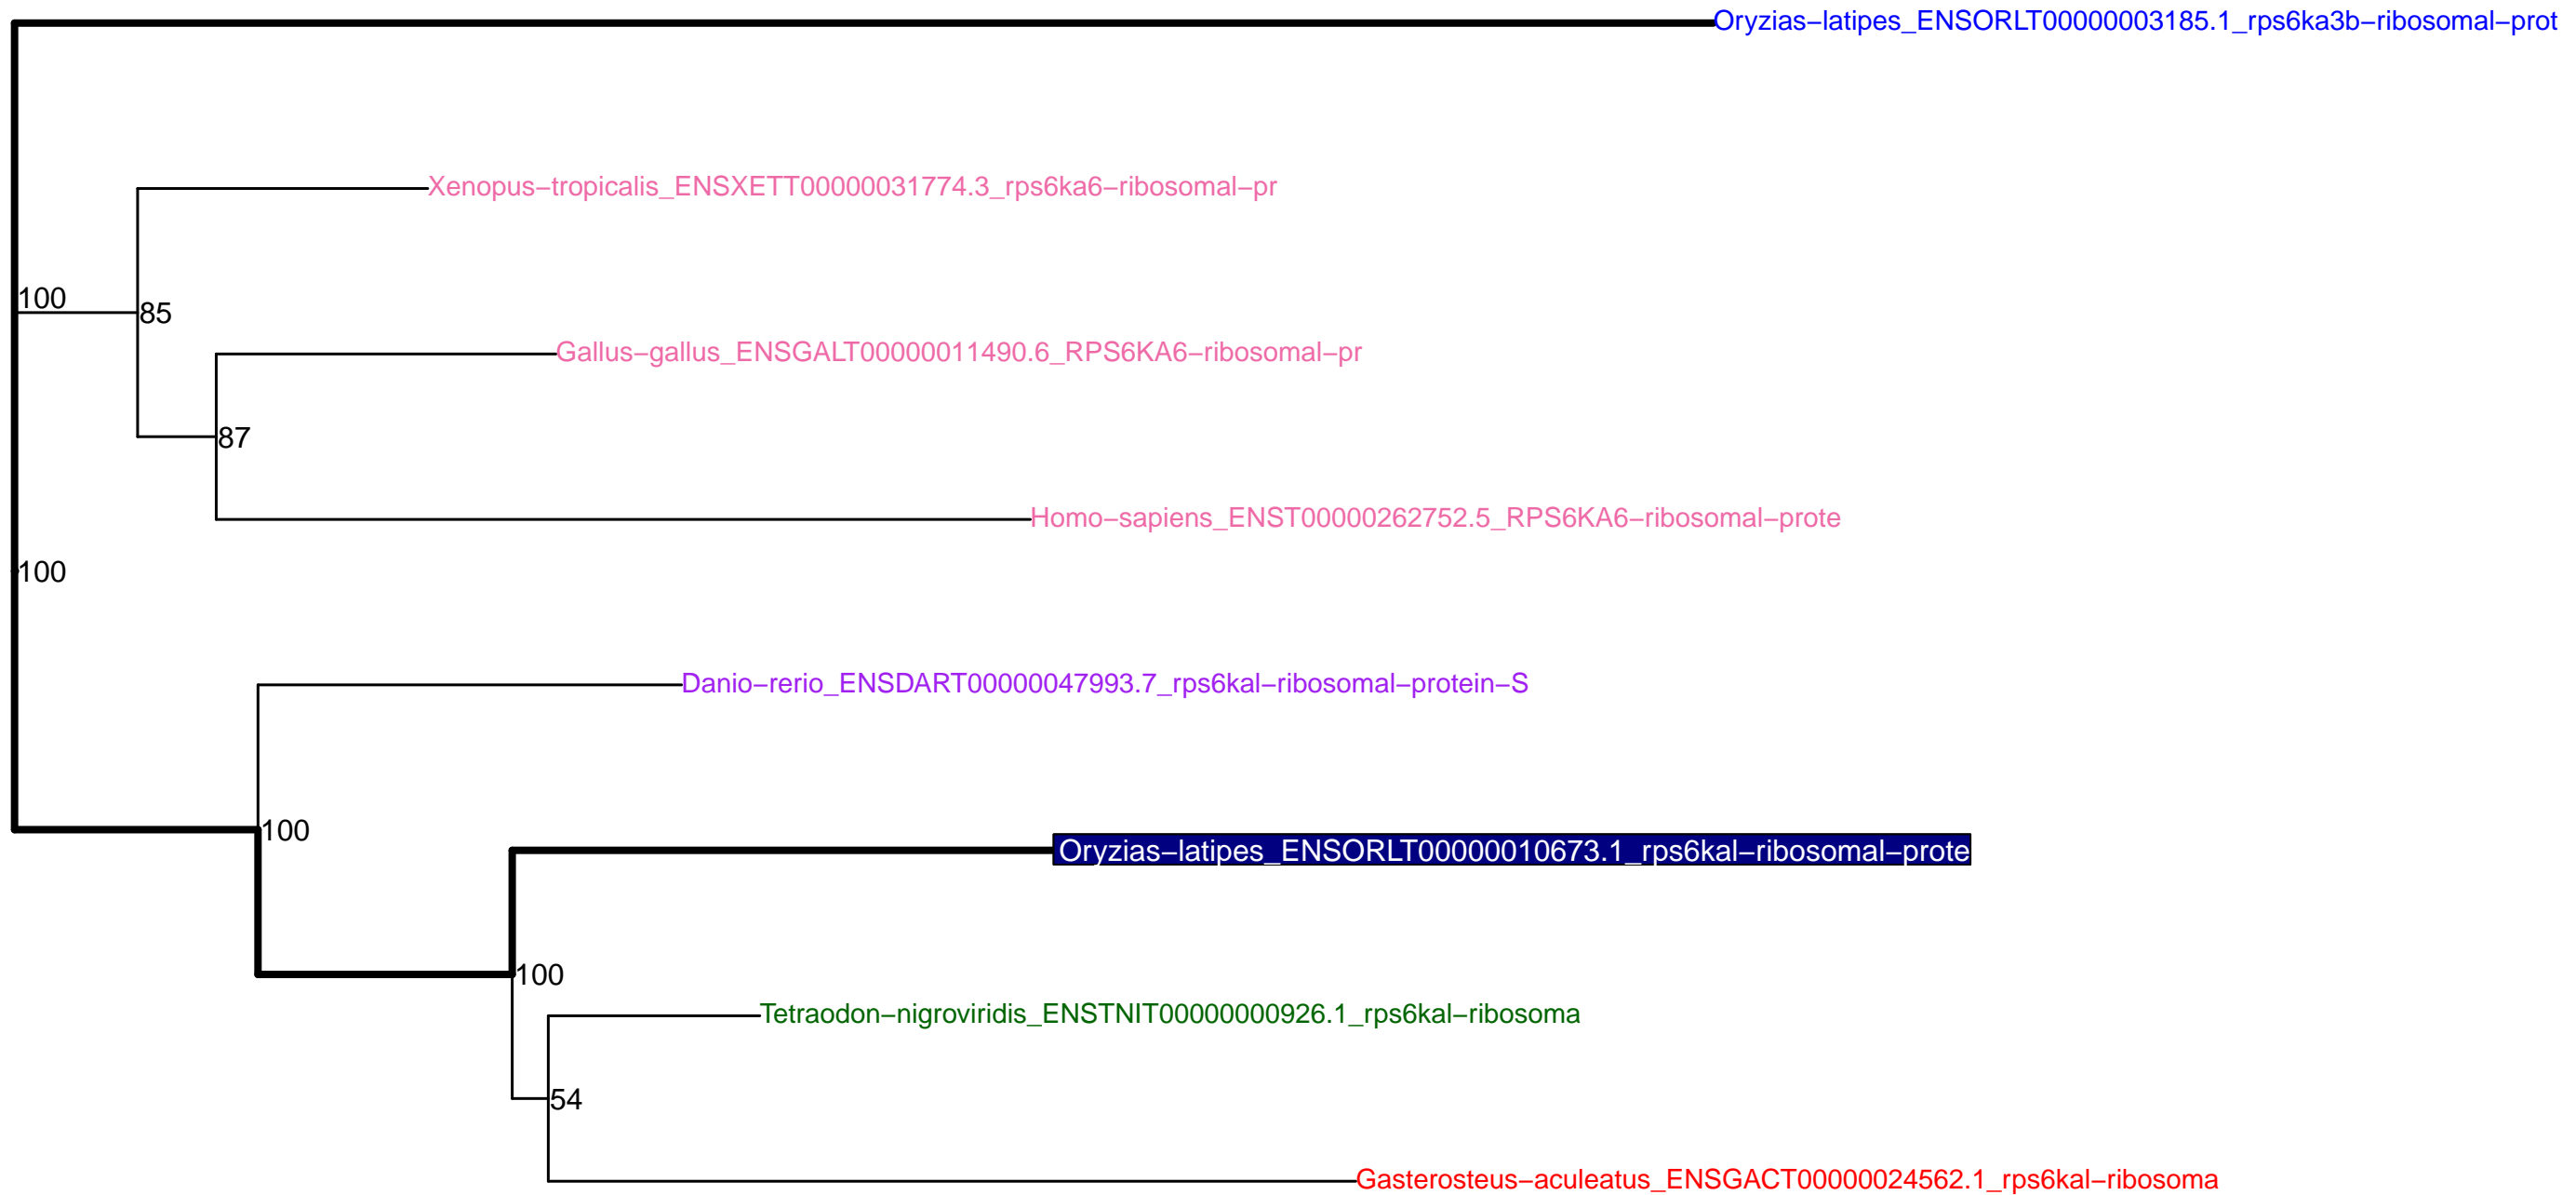 Oryzias−latipes_ENSORLT00000003185.1_rps6ka3b−ribosomal−prot
Xenopus−tropicalis_ENSXETT00000031774.3_rps6ka6−ribosomal−pr
100
85
Gallus−gallus_ENSGALT00000011490.6_RPS6KA6−ribosomal−pr
87
Homo−sapiens_ENST00000262752.5_RPS6KA6−ribosomal−prote
100
Danio−rerio_ENSDART00000047993.7_rps6kal−ribosomal−protein−S
100
Oryzias−latipes_ENSORLT00000010673.1_rps6kal−ribosomal−prote
100
Tetraodon−nigroviridis_ENSTNIT00000000926.1_rps6kal−ribosoma
54
Gasterosteus−aculeatus_ENSGACT00000024562.1_rps6kal−ribosoma